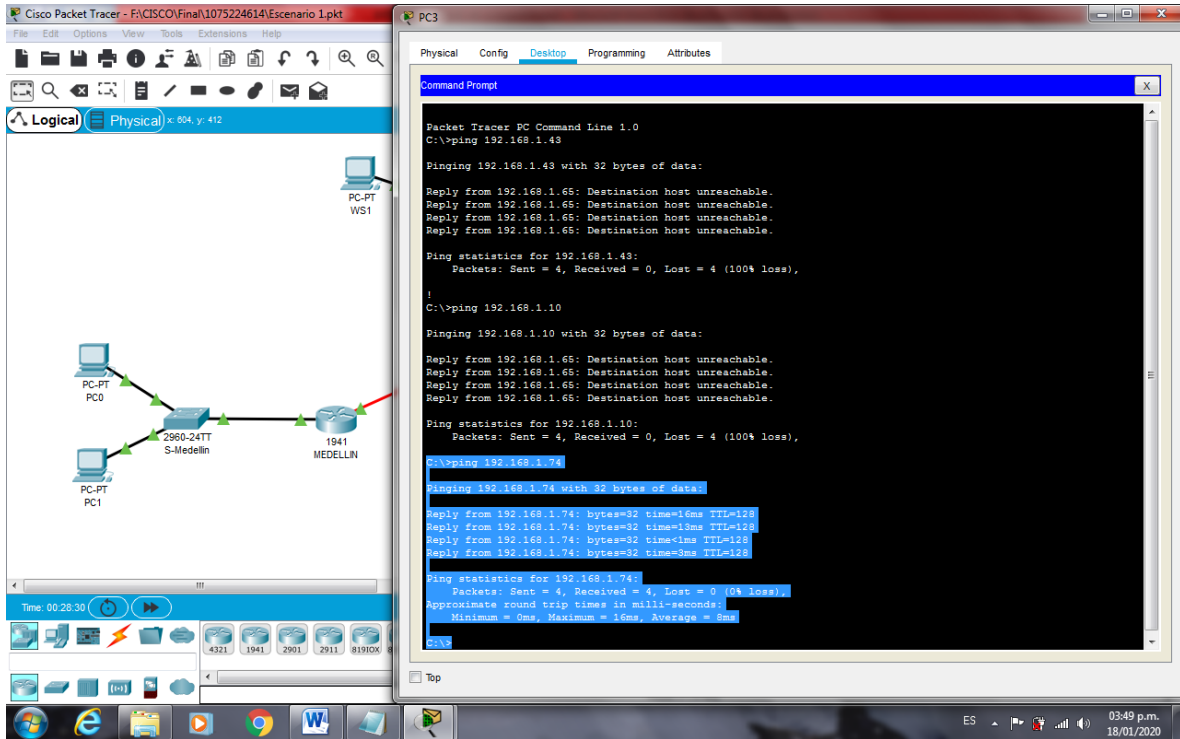 Cisco Packet Tracer - F:\CISCO\Final\1075224614\Escenario 1.pkt
File Edit Options View Tools Extensions Help
Logical Physical x: 604, y: 412
PC-PT
WS1
PC-PT
PC0
2960-24TT
S-Medellin
1941
MEDELLIN
PC-PT
PC1
Time: 00:28:30
4321 1941 2901 2911 819IOX
PC3
Physical Config Desktop Programming Attributes
Command Prompt
X
Packet Tracer PC Command Line 1.0
C:\>ping 192.168.1.43
Pinging 192.168.1.43 with 32 bytes of data:
Reply from 192.168.1.65: Destination host unreachable.
Reply from 192.168.1.65: Destination host unreachable.
Reply from 192.168.1.65: Destination host unreachable.
Reply from 192.168.1.65: Destination host unreachable.
Ping statistics for 192.168.1.43:
Packets: Sent = 4, Received = 0, Lost = 4 (100% loss),
!
C:\>ping 192.168.1.10
Pinging 192.168.1.10 with 32 bytes of data:
Reply from 192.168.1.65: Destination host unreachable.
Reply from 192.168.1.65: Destination host unreachable.
Reply from 192.168.1.65: Destination host unreachable.
Reply from 192.168.1.65: Destination host unreachable.
Ping statistics for 192.168.1.10:
Packets: Sent = 4, Received = 0, Lost = 4 (100% loss),
C:\>ping 192.168.1.74
Pinging 192.168.1.74 with 32 bytes of data:
Reply from 192.168.1.74: bytes=32 time=16ms TTL=128
Reply from 192.168.1.74: bytes=32 time=13ms TTL=128
Reply from 192.168.1.74: bytes=32 time<1ms TTL=128
Reply from 192.168.1.74: bytes=32 time=3ms TTL=128
Ping statistics for 192.168.1.74:
Packets: Sent = 4, Received = 4, Lost = 0 (0% loss),
Approximate round trip times in milli-seconds:
Minimum = 0ms, Maximum = 16ms, Average = 8ms
C:\>
Top
ES
03:49 p.m.
18/01/2020